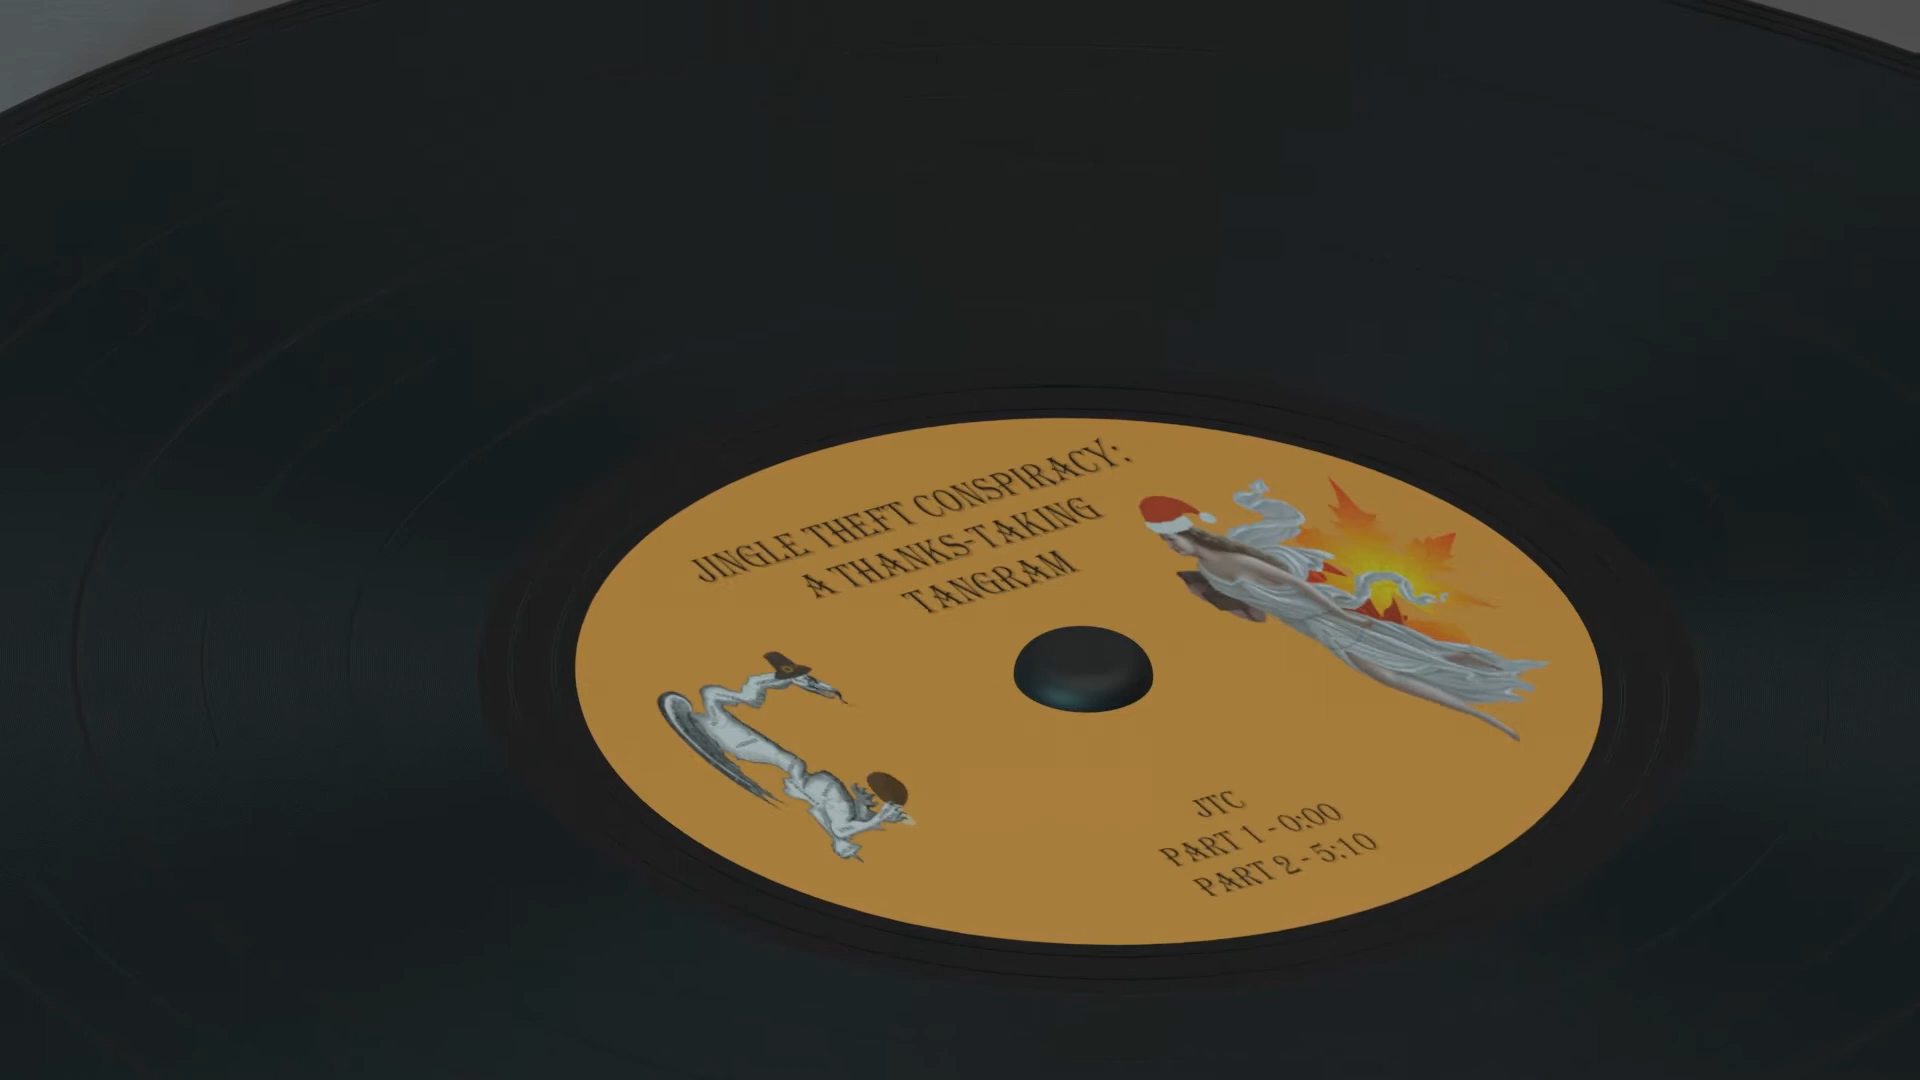 JINGLE THEFT CONSPIRACY:
A THANKS-TAKING
TANGRAM
JTC
PART 1 - 0:00
PART 2 - 5:10